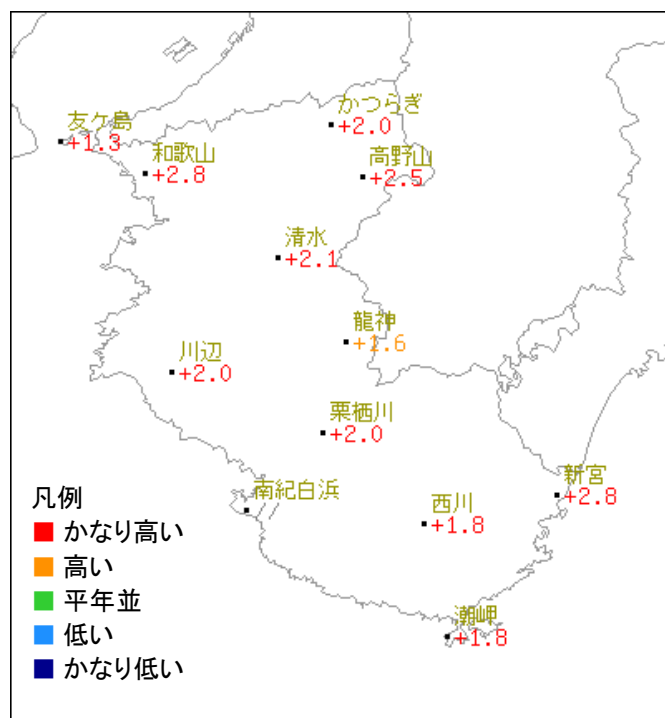 かつらぎ
+2.0
友ケ島
+1.3
和歌山
+2.8
高野山
+2.5
清水
+2.1
龍神
+1.6
川辺
+2.0
栗栖川
+2.0
南紀白浜
西川
+1.8
新宮
+2.8
潮岬
+1.8
凡例
かなり高い
高い
平年並
低い
かなり低い